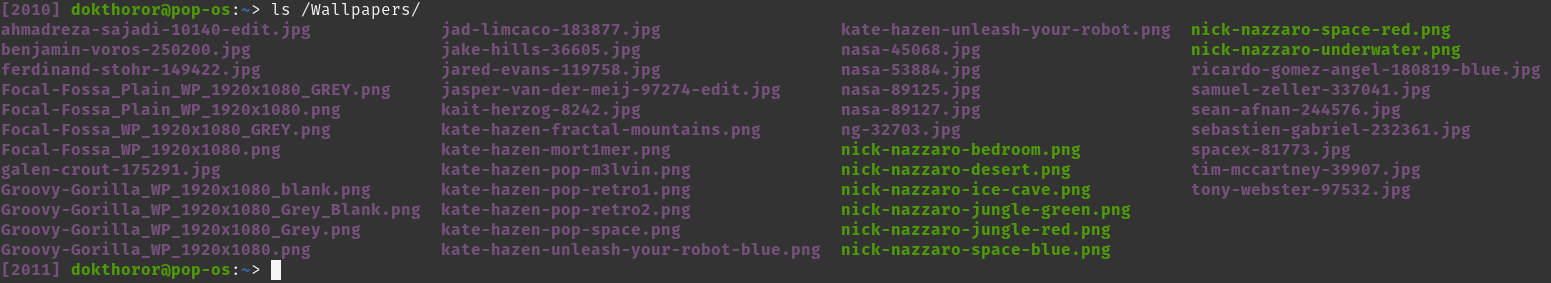 [2010] dokthoror@pop-os:~> ls /Wallpapers/
ahmadreza-sajadi-10140-edit.jpg jad-limcaco-183877.jpg kate-hazen-unleash-your-robot.png nick-nazzaro-space-red.png
benjamin-voros-250200.jpg jake-hills-36605.jpg nasa-45068.jpg nick-nazzaro-underwater.png
ferdinand-stohr-149422.jpg jared-evans-119758.jpg nasa-53884.jpg ricardo-gomez-angel-180819-blue.jpg
Focal-Fossa_Plain_WP_1920x1080_GREY.png jasper-van-der-meij-97274-edit.jpg nasa-89125.jpg samuel-zeller-337041.jpg
Focal-Fossa_Plain_WP_1920x1080.png kait-herzog-8242.jpg nasa-89127.jpg sean-afnan-244576.jpg
Focal-Fossa_WP_1920x1080_GREY.png kate-hazen-fractal-mountains.png ng-32703.jpg sebastien-gabriel-232361.jpg
Focal-Fossa_WP_1920x1080.png kate-hazen-mort1mer.png nick-nazzaro-bedroom.png spacex-81773.jpg
galen-crout-175291.jpg kate-hazen-pop-m3lvin.png nick-nazzaro-desert.png tim-mccartney-39907.jpg
Groovy-Gorilla_WP_1920x1080_blank.png kate-hazen-pop-retro1.png nick-nazzaro-ice-cave.png tony-webster-97532.jpg
Groovy-Gorilla_WP_1920x1080_Grey_Blank.png kate-hazen-pop-retro2.png nick-nazzaro-jungle-green.png
Groovy-Gorilla_WP_1920x1080_Grey.png kate-hazen-pop-space.png nick-nazzaro-jungle-red.png
Groovy-Gorilla_WP_1920x1080.png kate-hazen-unleash-your-robot-blue.png nick-nazzaro-space-blue.png
[2011] dokthoror@pop-os:~>